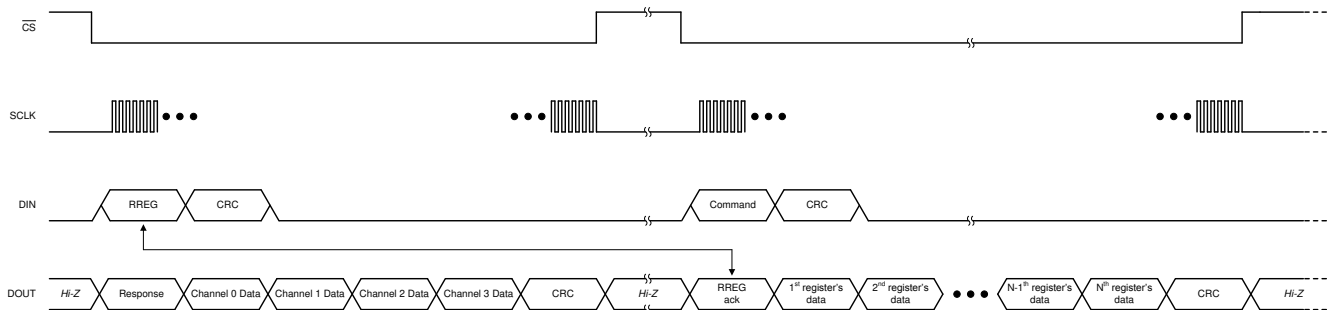 CS
SCLK
DIN
RREG
CRC
Command
CRC
DOUT
Hi-Z
Response
Channel 0 Data
Channel 1 Data
Channel 2 Data
Channel 3 Data
CRC
Hi-Z
RREG
ack
1st register's
data
2nd register's
data
N-1th register's
data
Nth register's
data
CRC
Hi-Z